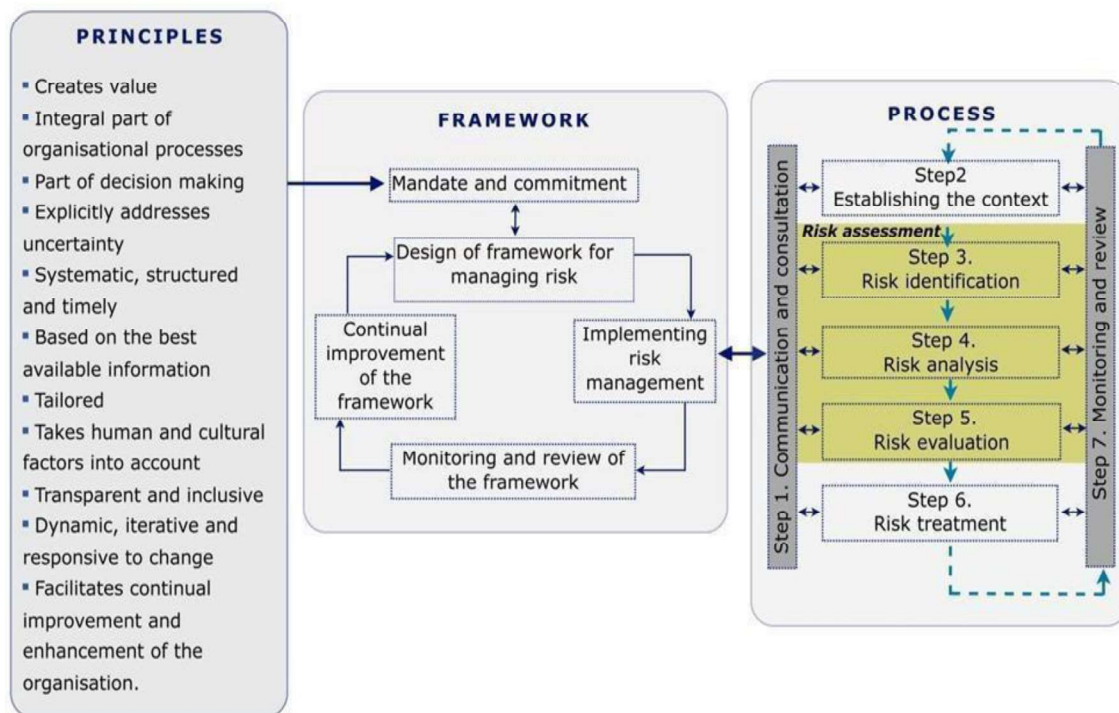 PRINCIPLES
▪ Creates value
▪ Integral part of
organisational processes
▪ Part of decision making
▪ Explicitly addresses
uncertainty
▪ Systematic, structured
and timely
▪ Based on the best
available information
▪ Tailored
▪ Takes human and cultural
factors into account
▪ Transparent and inclusive
▪ Dynamic, iterative and
responsive to change
▪ Facilitates continual
improvement and
enhancement of the
organisation.
FRAMEWORK
Mandate and commitment
Design of framework for
managing risk
Implementing
risk
management
Monitoring and review of
the framework
Continual
improvement
of the
framework
PROCESS
Step 1. Communication and consultation
Step2
Establishing the context
Risk assessment
Step 3.
Risk identification
Step 4.
Risk analysis
Step 5.
Risk evaluation
Step 6.
Risk treatment
Step 7. Monitoring and review